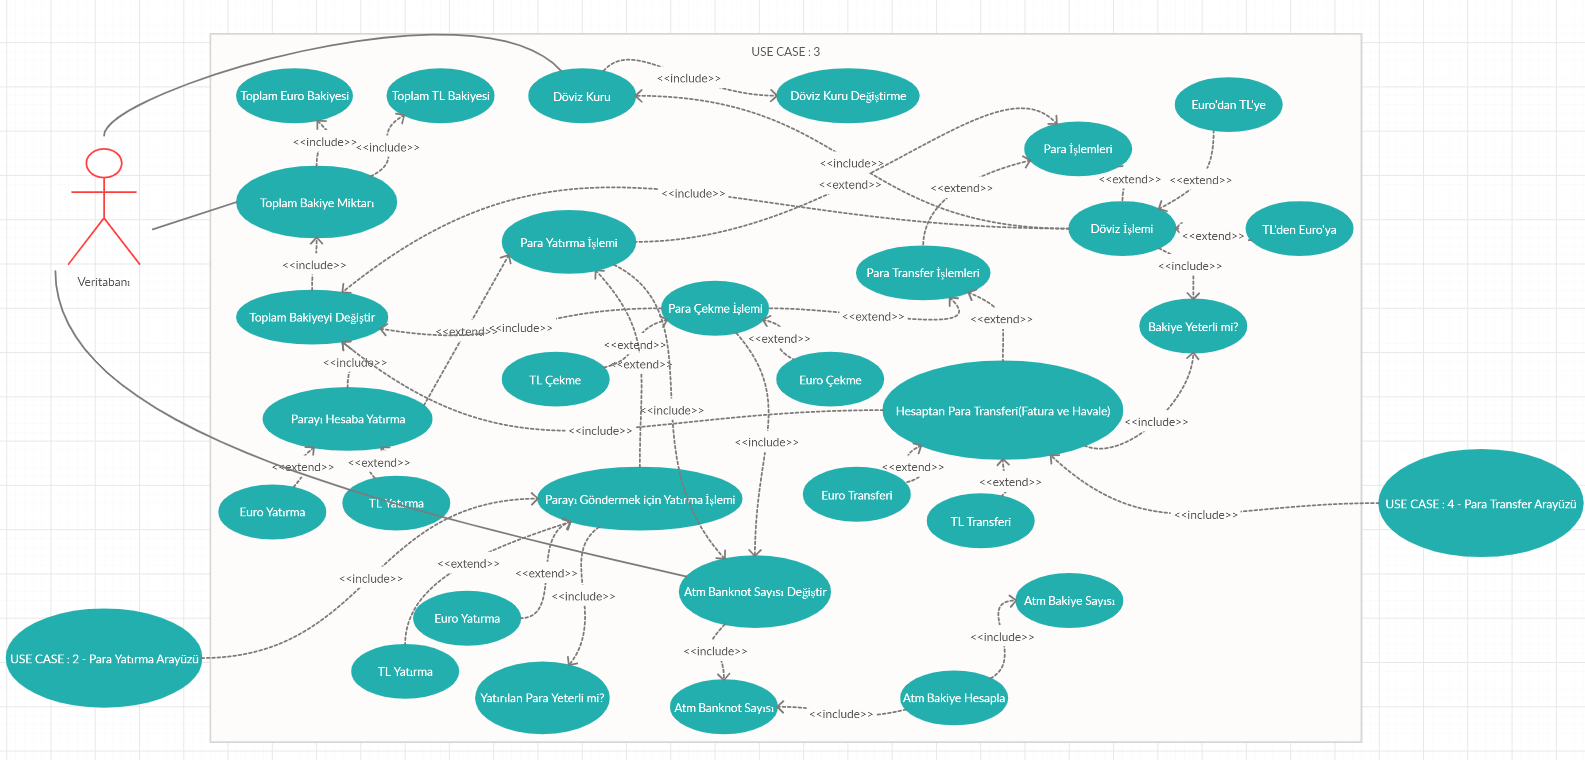 USE CASE : 3
Toplam Euro Bakiyesi
Toplam TL Bakiyesi
Döviz Kuru
<<include>>
Döviz Kuru Değiştirme
Euro'dan TL'ye
<<include>>
<<include>>
<<include>>
Para İşlemleri
<<extend>>
<<extend>>
<<extend>>
<<extend>>
<<include>>
Toplam Bakiye Miktarı
Para Yatırma İşlemi
Döviz İşlemi
<<extend>>
TL'den Euro'ya
<<include>>
Para Transfer İşlemleri
<<include>>
Veritabanı
Toplam Bakiyeyi Değiştir
Para Çekme İşlemi
<<extend>>
<<extend>>
Bakiye Yeterli mi?
<<extend>>
<<include>>
<<extend>>
<<extend>>
<<include>>
<<extend>>
TL Çekme
Euro Çekme
Parayı Hesaba Yatırma
<<include>>
Hesaptan Para Transferi(Fatura ve Havale)
<<include>>
<<include>>
<<include>>
<<extend>>
<<extend>>
<<extend>>
<<extend>>
Euro Yatırma
TL Yatırma
Parayı Göndermek için Yatırma İşlemi
Euro Transferi
TL Transferi
<<include>>
USE CASE : 4 - Para Transfer Arayüzü
<<extend>>
<<extend>>
<<include>>
<<include>>
Atm Banknot Sayısı Değiştir
Atm Bakiye Sayısı
Euro Yatırma
<<include>>
<<include>>
USE CASE : 2 - Para Yatırma Arayüzü
TL Yatırma
Yatırılan Para Yeterli mi?
Atm Banknot Sayısı
<<include>>
Atm Bakiye Hesapla